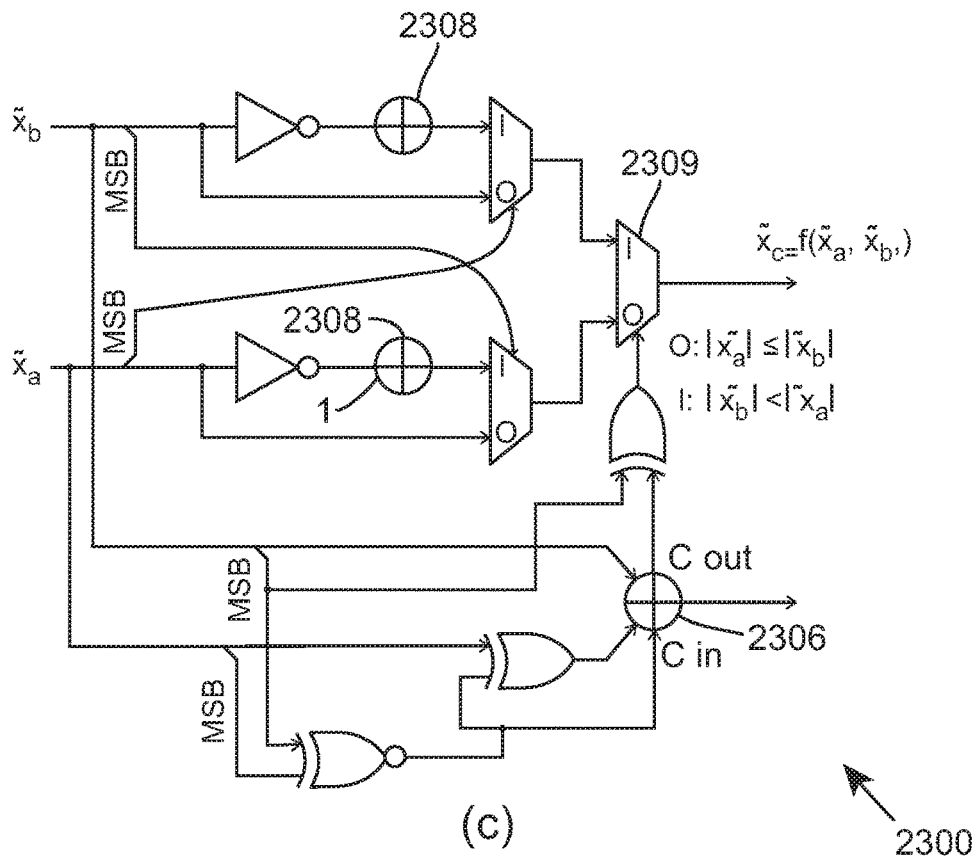 2308
x̃b
MSB
I
O
2309
I
O
x̃c=f(x̃a, x̃b,)
MSB
2308
x̃a
1
I
O
O: |x̃a| ≤ |x̃b|
I: |x̃b| < |x̃a|
MSB
C out
2306
C in
MSB
(c)
2300